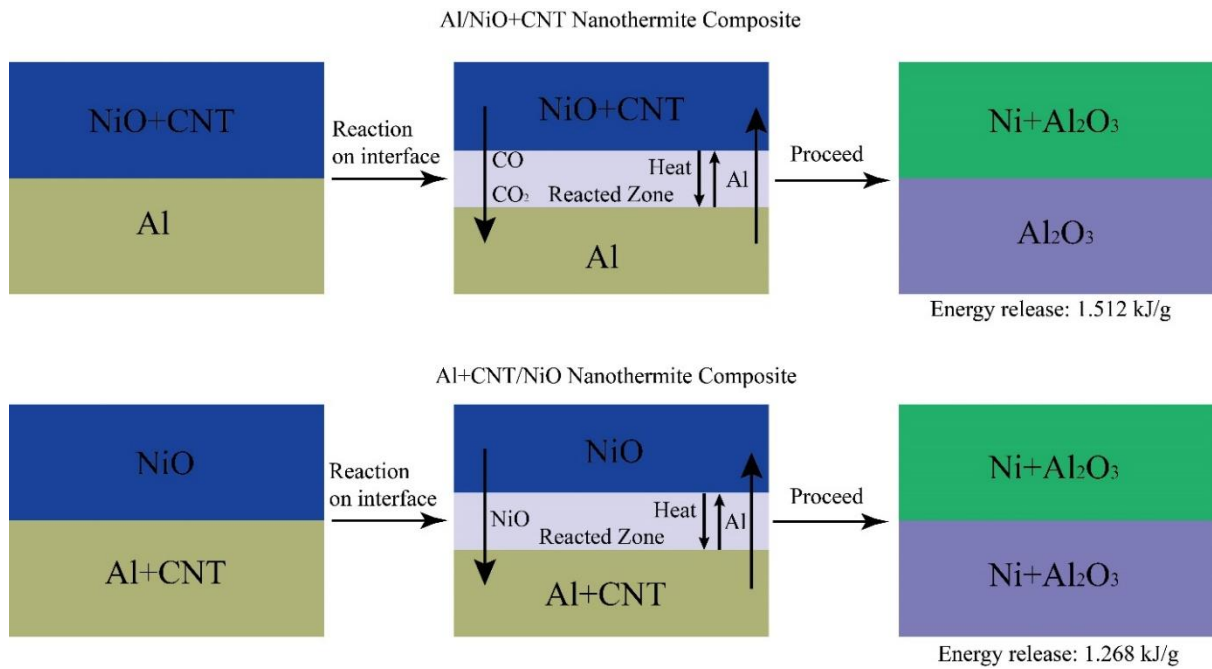 Al/NiO+CNT Nanothermite Composite
NiO+CNT
Al
Reaction
on interface
NiO+CNT
CO
CO₂
Heat
Al
Reacted Zone
Al
Proceed
Ni+Al₂O₃
Al₂O₃
Energy release: 1.512 kJ/g
Al+CNT/NiO Nanothermite Composite
NiO
Al+CNT
Reaction
on interface
NiO
NiO
Heat
Al
Reacted Zone
Al+CNT
Proceed
Ni+Al₂O₃
Ni+Al₂O₃
Energy release: 1.268 kJ/g